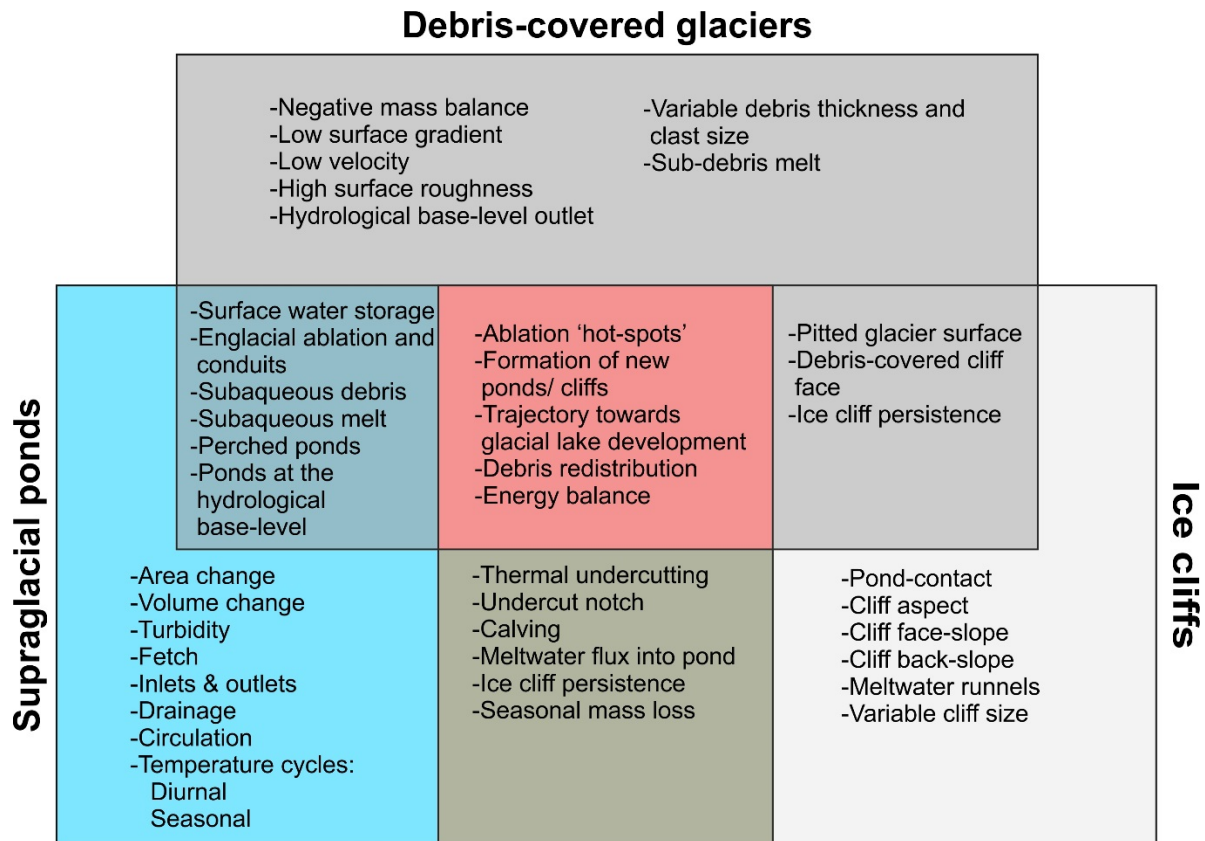 Debris-covered glaciers
-Negative mass balance
-Low surface gradient
-Low velocity
-High surface roughness
-Hydrological base-level outlet
-Variable debris thickness and
clast size
-Sub-debris melt
Supraglacial ponds
-Surface water storage
-Englacial ablation and
conduits
-Subaqueous debris
-Subaqueous melt
-Perched ponds
-Ponds at the
hydrological
base-level
-Ablation ‘hot-spots’
-Formation of new
ponds/ cliffs
-Trajectory towards
glacial lake development
-Debris redistribution
-Energy balance
-Pitted glacier surface
-Debris-covered cliff
face
-Ice cliff persistence
Ice cliffs
-Area change
-Volume change
-Turbidity
-Fetch
-Inlets & outlets
-Drainage
-Circulation
-Temperature cycles:
Diurnal
Seasonal
-Thermal undercutting
-Undercut notch
-Calving
-Meltwater flux into pond
-Ice cliff persistence
-Seasonal mass loss
-Pond-contact
-Cliff aspect
-Cliff face-slope
-Cliff back-slope
-Meltwater runnels
-Variable cliff size